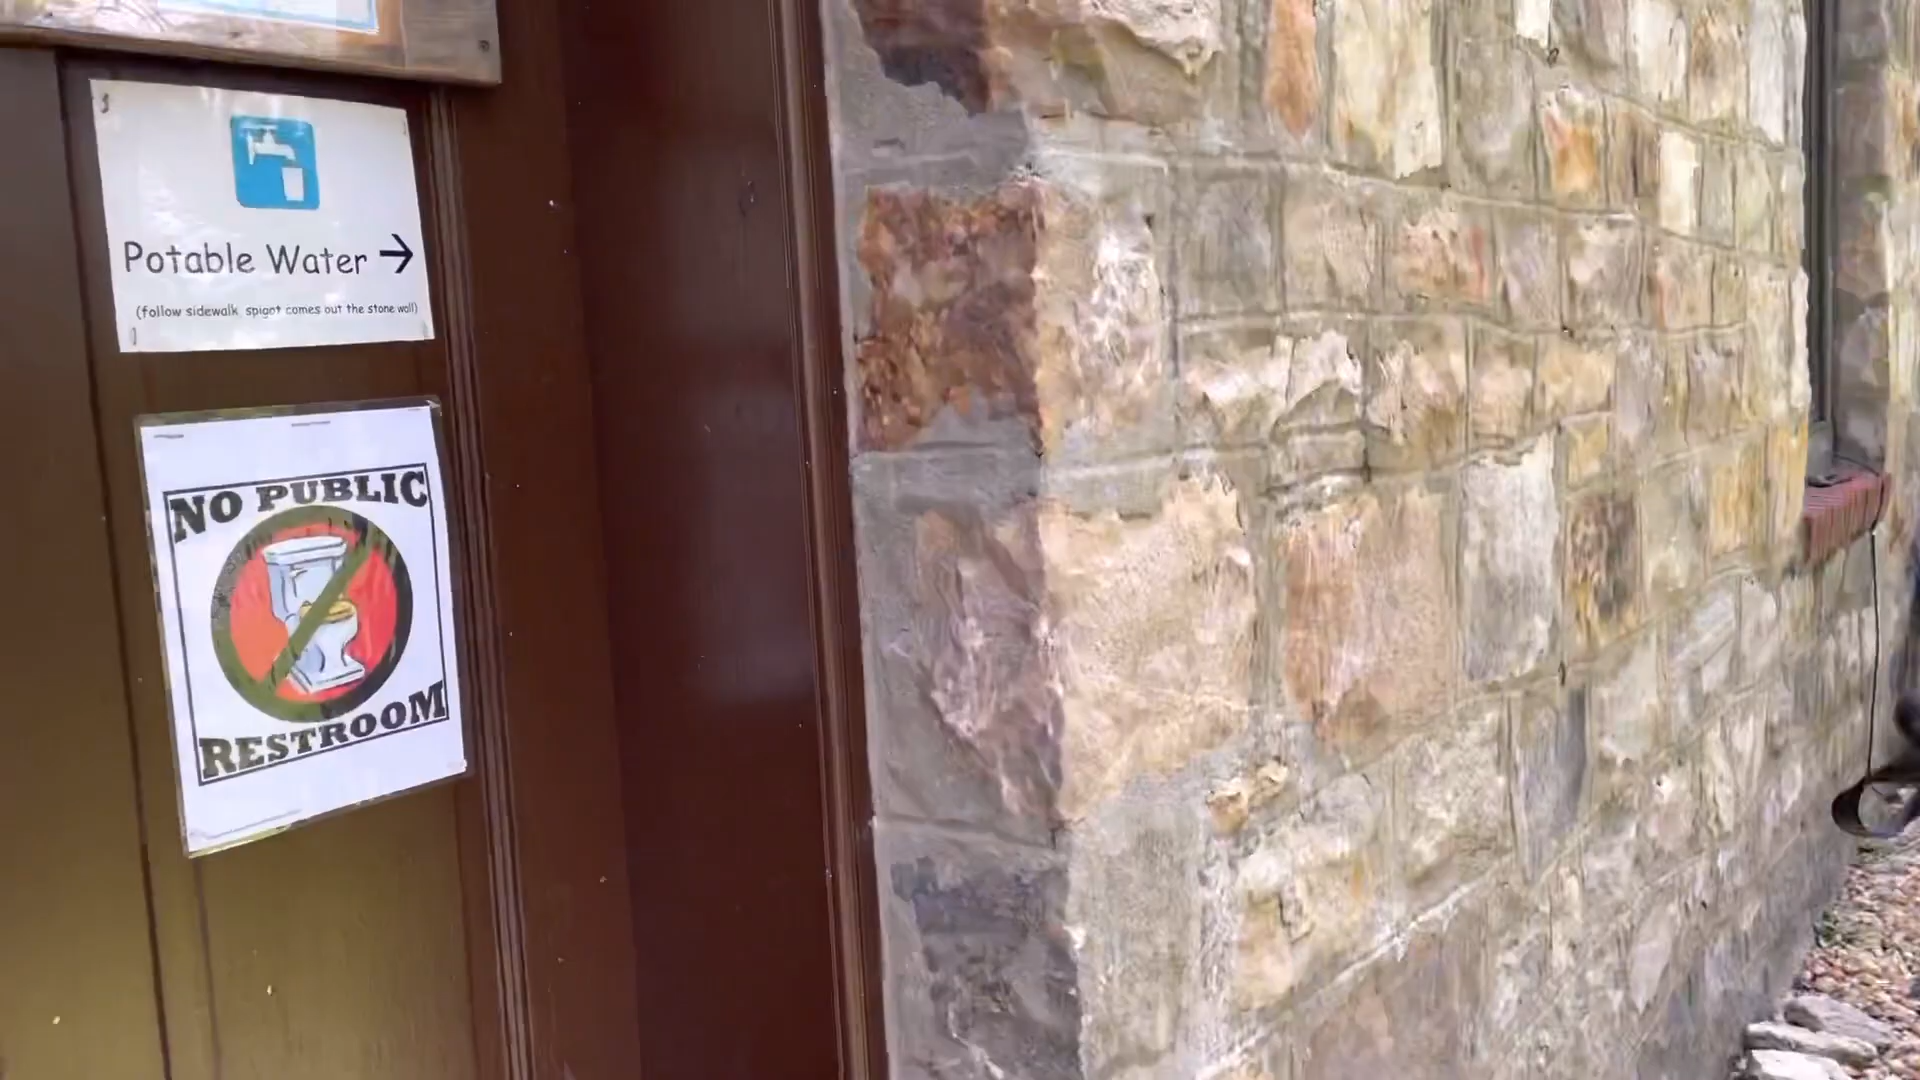 Potable Water →
(follow sidewalk spigot comes out the stone wall)
NO PUBLIC
RESTROOM